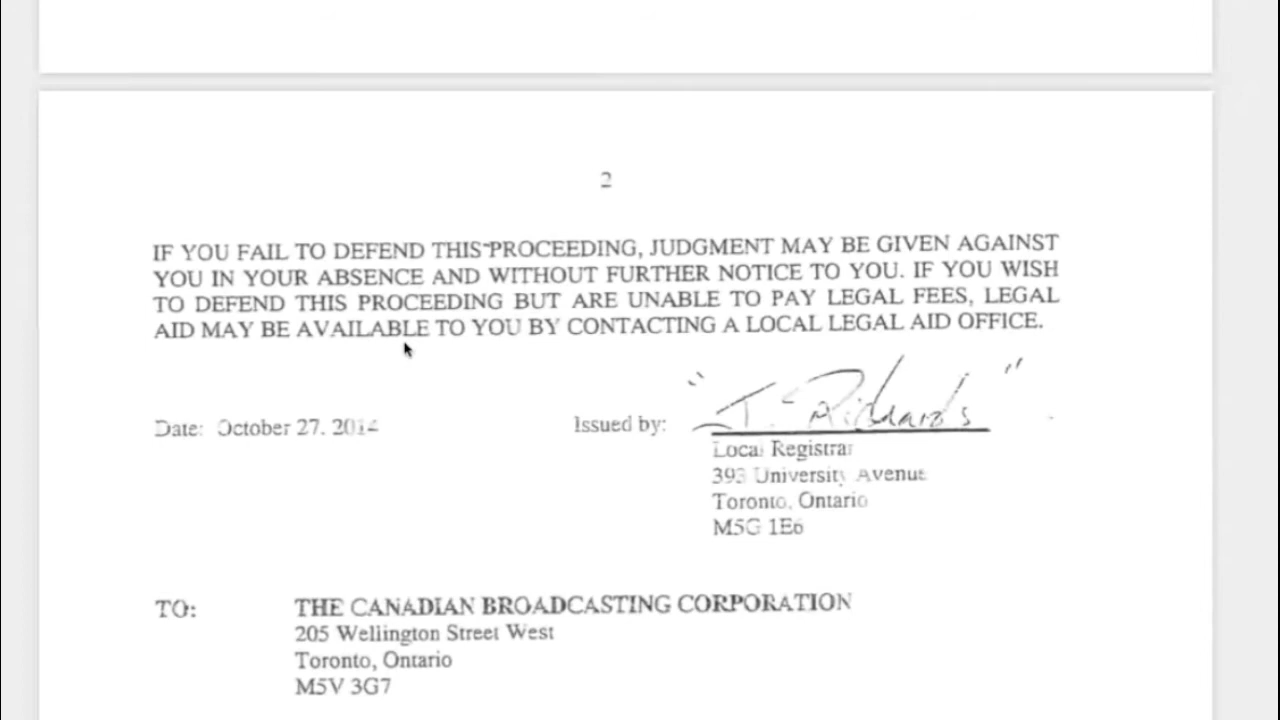 2
IF YOU FAIL TO DEFEND THIS PROCEEDING, JUDGMENT MAY BE GIVEN AGAINST
YOU IN YOUR ABSENCE AND WITHOUT FURTHER NOTICE TO YOU. IF YOU WISH
TO DEFEND THIS PROCEEDING BUT ARE UNABLE TO PAY LEGAL FEES, LEGAL
AID MAY BE AVAILABLE TO YOU BY CONTACTING A LOCAL LEGAL AID OFFICE.
Date: October 27, 2014 Issued by: "T. Richards"
Local Registrar
393 University Avenue
Toronto, Ontario
M5G 1E6
TO: THE CANADIAN BROADCASTING CORPORATION
205 Wellington Street West
Toronto, Ontario
M5V 3G7